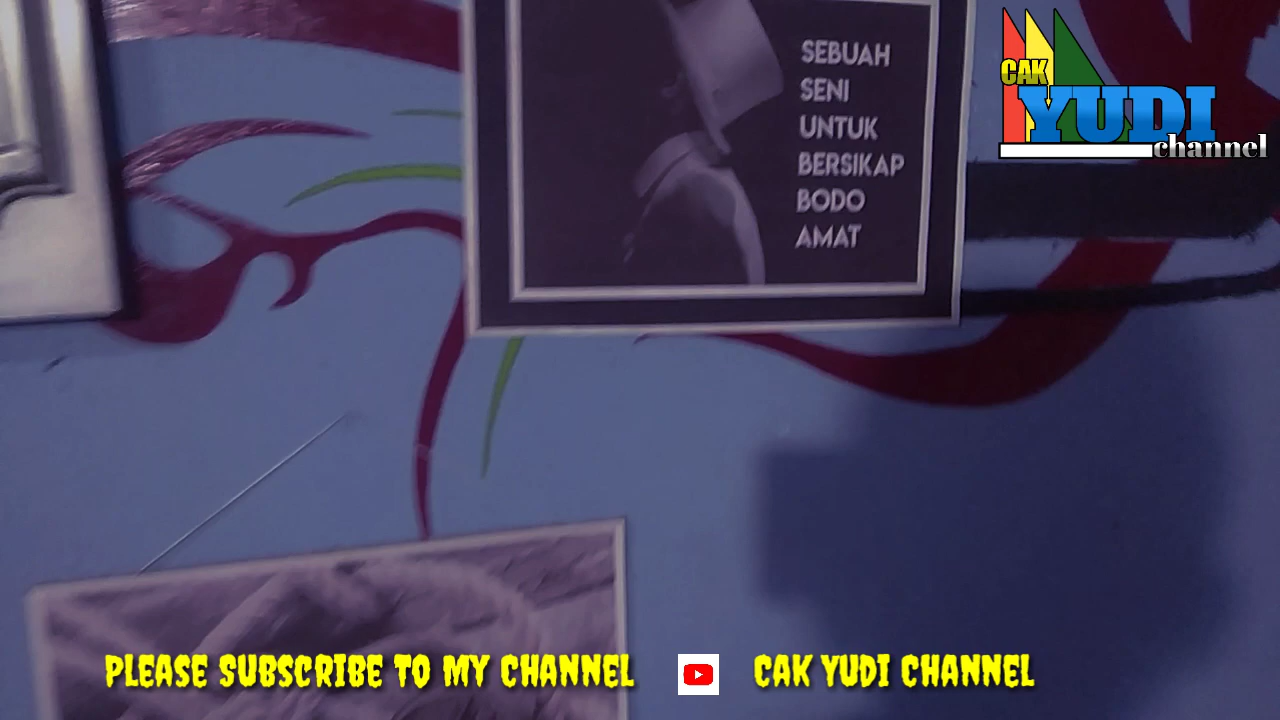 SEBUAH
SENI
UNTUK
BERSIKAP
BODO
AMAT
CAK
YUDI
channel
PLEASE SUBSCRIBE TO MY CHANNEL CAK YUDI CHANNEL